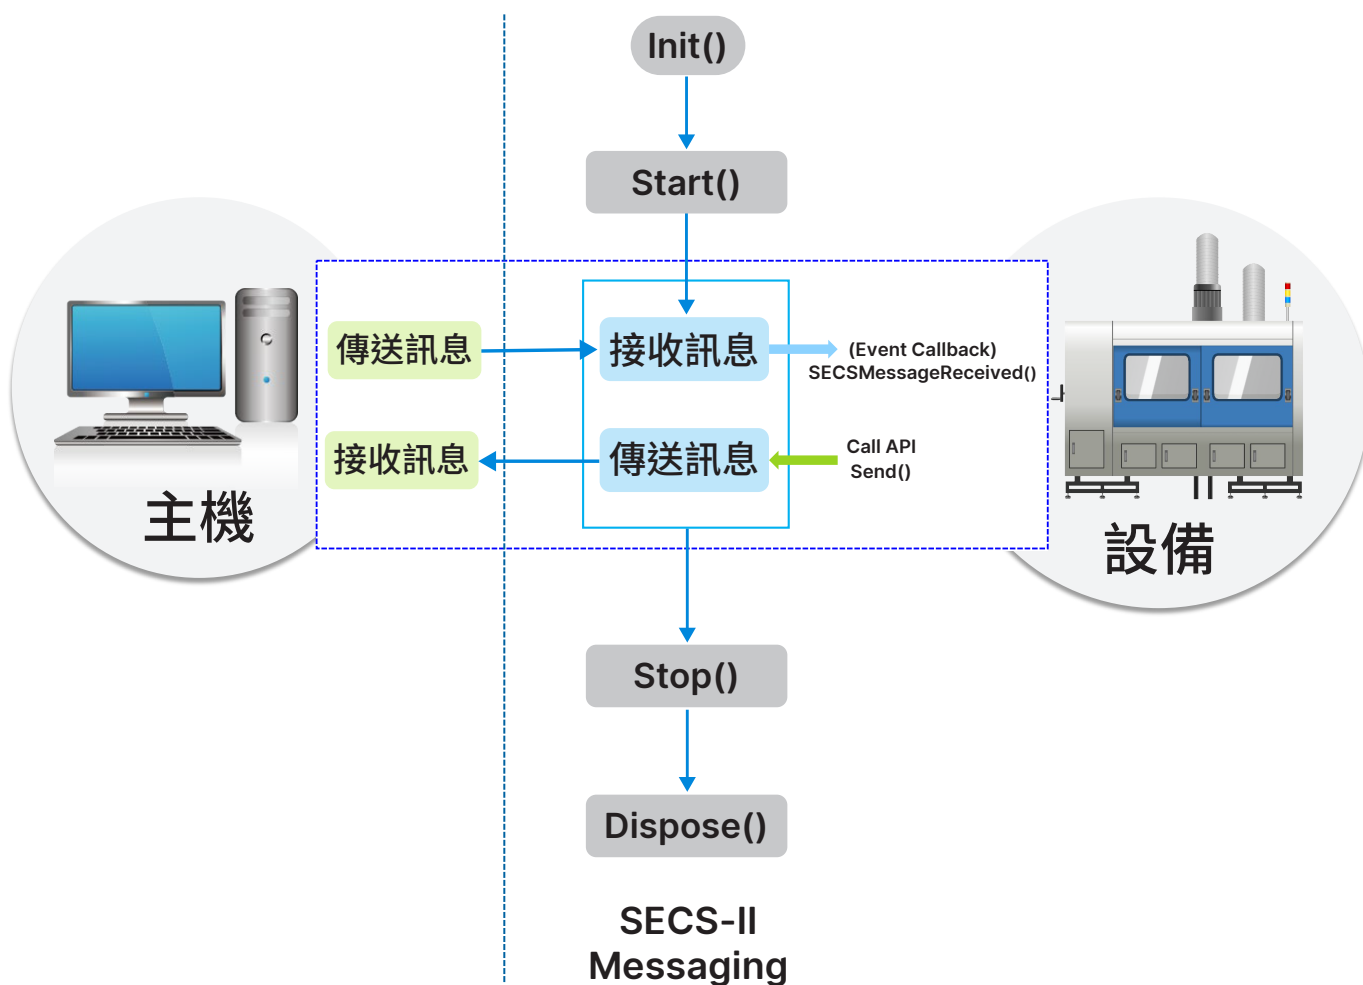 Init()
Start()
傳送訊息
接收訊息
(Event Callback)
SECSMessageReceived()
接收訊息
傳送訊息
Call API
Send()
主機
設備
Stop()
Dispose()
SECS-II
Messaging